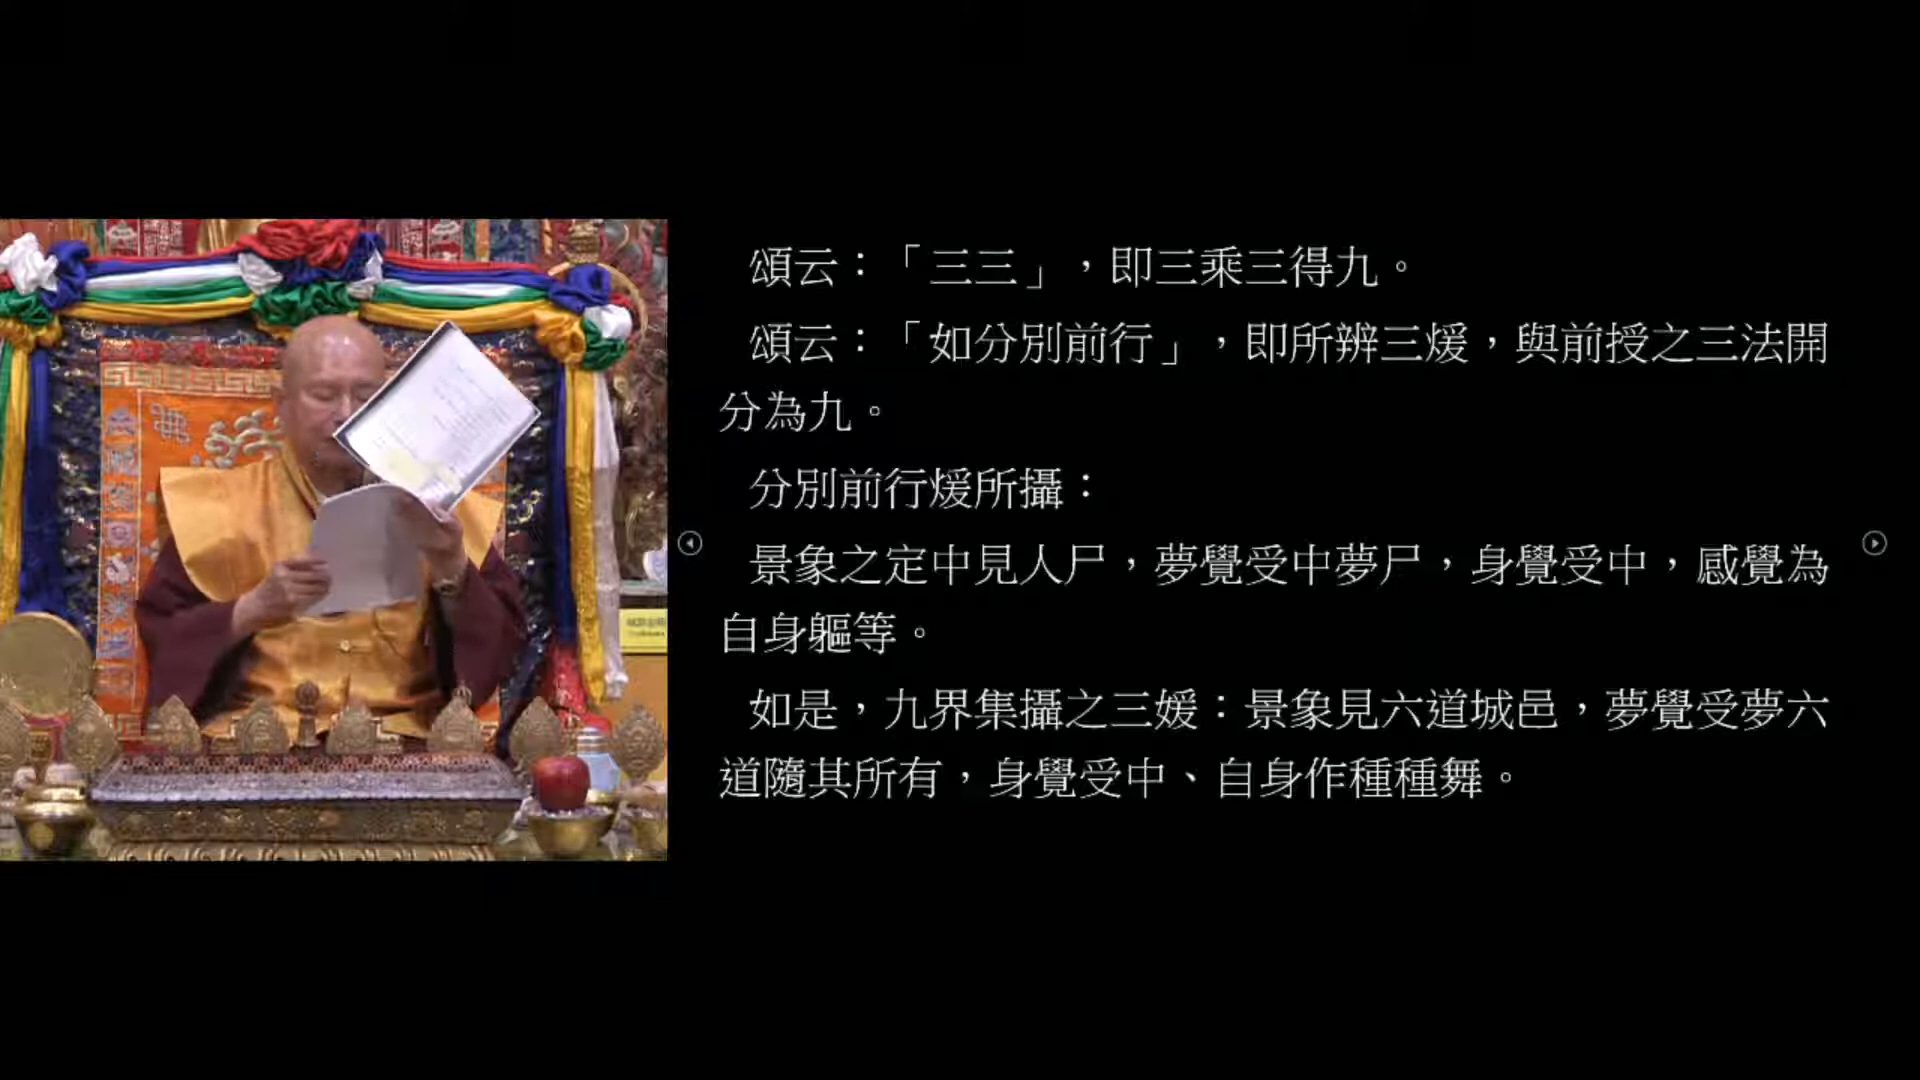 頌云：「三三」，即三乘三得九。
頌云：「如分別前行」，即所辨三煖，與前授之三法開
分為九。
分別前行煖所攝：
景象之定中見人尸，夢覺受中夢尸，身覺受中，感覺為
自身軀等。
如是，九界集攝之三媛：景象見六道城邑，夢覺受夢六
道隨其所有，身覺受中、自身作種種舞。